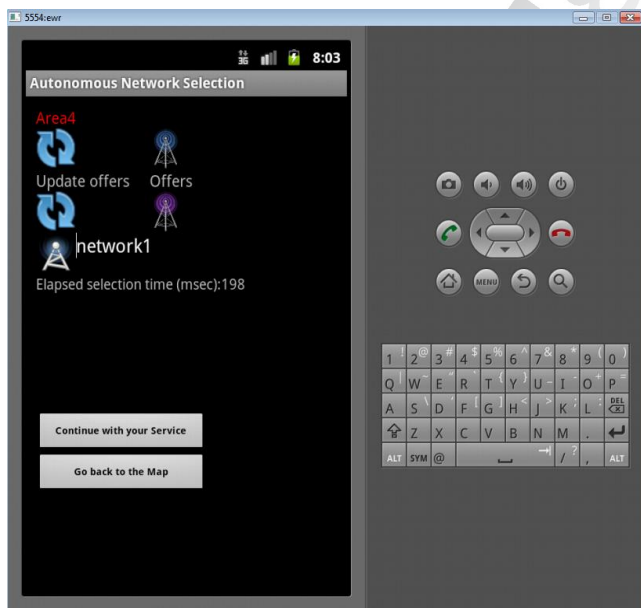 5554:ewr
3G 8:03
Autonomous Network Selection
Area4
Update offers Offers
network1
Elapsed selection time (msec):198
Continue with your Service
Go back to the Map
MENU
1 ! 2 @ 3 # 4 $ 5 % 6 ^ 7 & 8 * 9 ( 0 )
Q | W ~ E " R ` T { Y } U _ I - O + P =
A S \ D ' F [ G ] H < J > K ; L : DEL
Z X C V B N M .
ALT SYM @ / ? , ALT